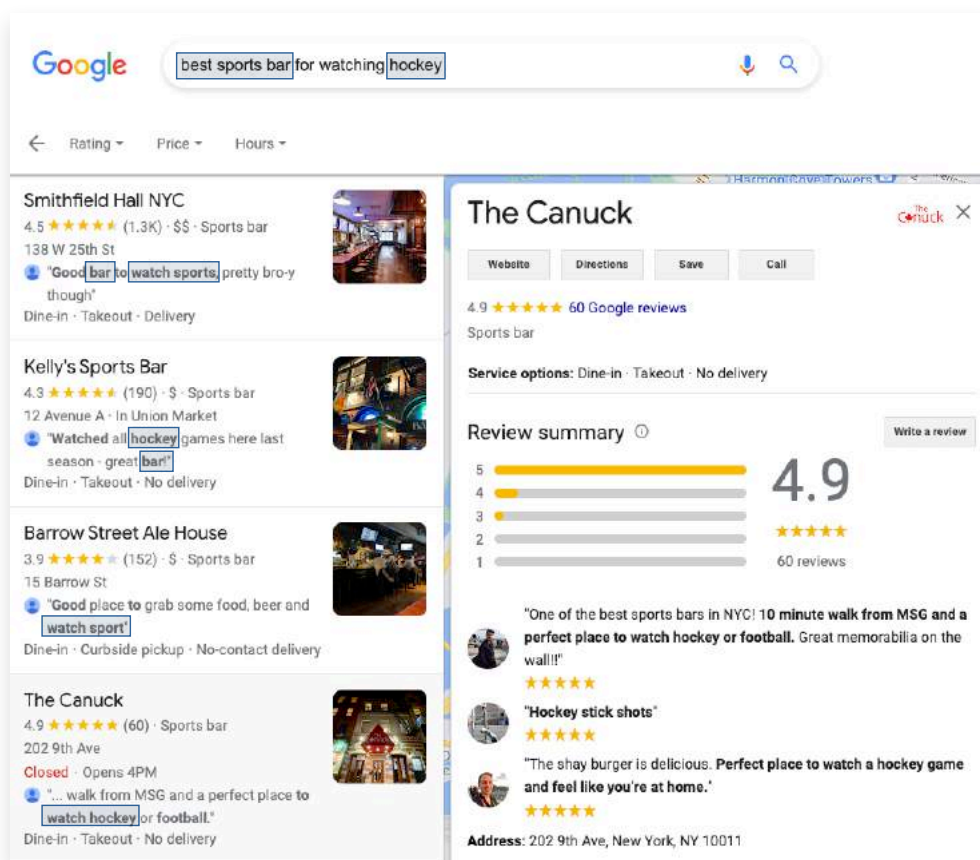 Google
best sports bar for watching hockey
Rating
Price
Hours
Smithfield Hall NYC
4.5 (1.3K) · $$ · Sports bar
138 W 25th St
"Good bar to watch sports, pretty bro-y
though"
Dine-in · Takeout · Delivery
Kelly's Sports Bar
4.3 (190) · $ · Sports bar
12 Avenue A · In Union Market
"Watched all hockey games here last
season - great bar!"
Dine-in · Takeout · No delivery
Barrow Street Ale House
3.9 (152) · $ · Sports bar
15 Barrow St
"Good place to grab some food, beer and
watch sport"
Dine-in · Curbside pickup · No-contact delivery
The Canuck
4.9 (60) · Sports bar
202 9th Ave
Closed · Opens 4PM
"... walk from MSG and a perfect place to
watch hockey or football."
Dine-in · Takeout · No delivery
Harmon Cove Towers
The Canuck
The Canuck
Website
Directions
Save
Call
4.9 60 Google reviews
Sports bar
Service options: Dine-in · Takeout · No delivery
Review summary
Write a review
5
4
3
2
1
4.9
60 reviews
"One of the best sports bars in NYC! 10 minute walk from MSG and a
perfect place to watch hockey or football. Great memorabilia on the
wall!!"
"Hockey stick shots"
"The shay burger is delicious. Perfect place to watch a hockey game
and feel like you're at home."
Address: 202 9th Ave, New York, NY 10011